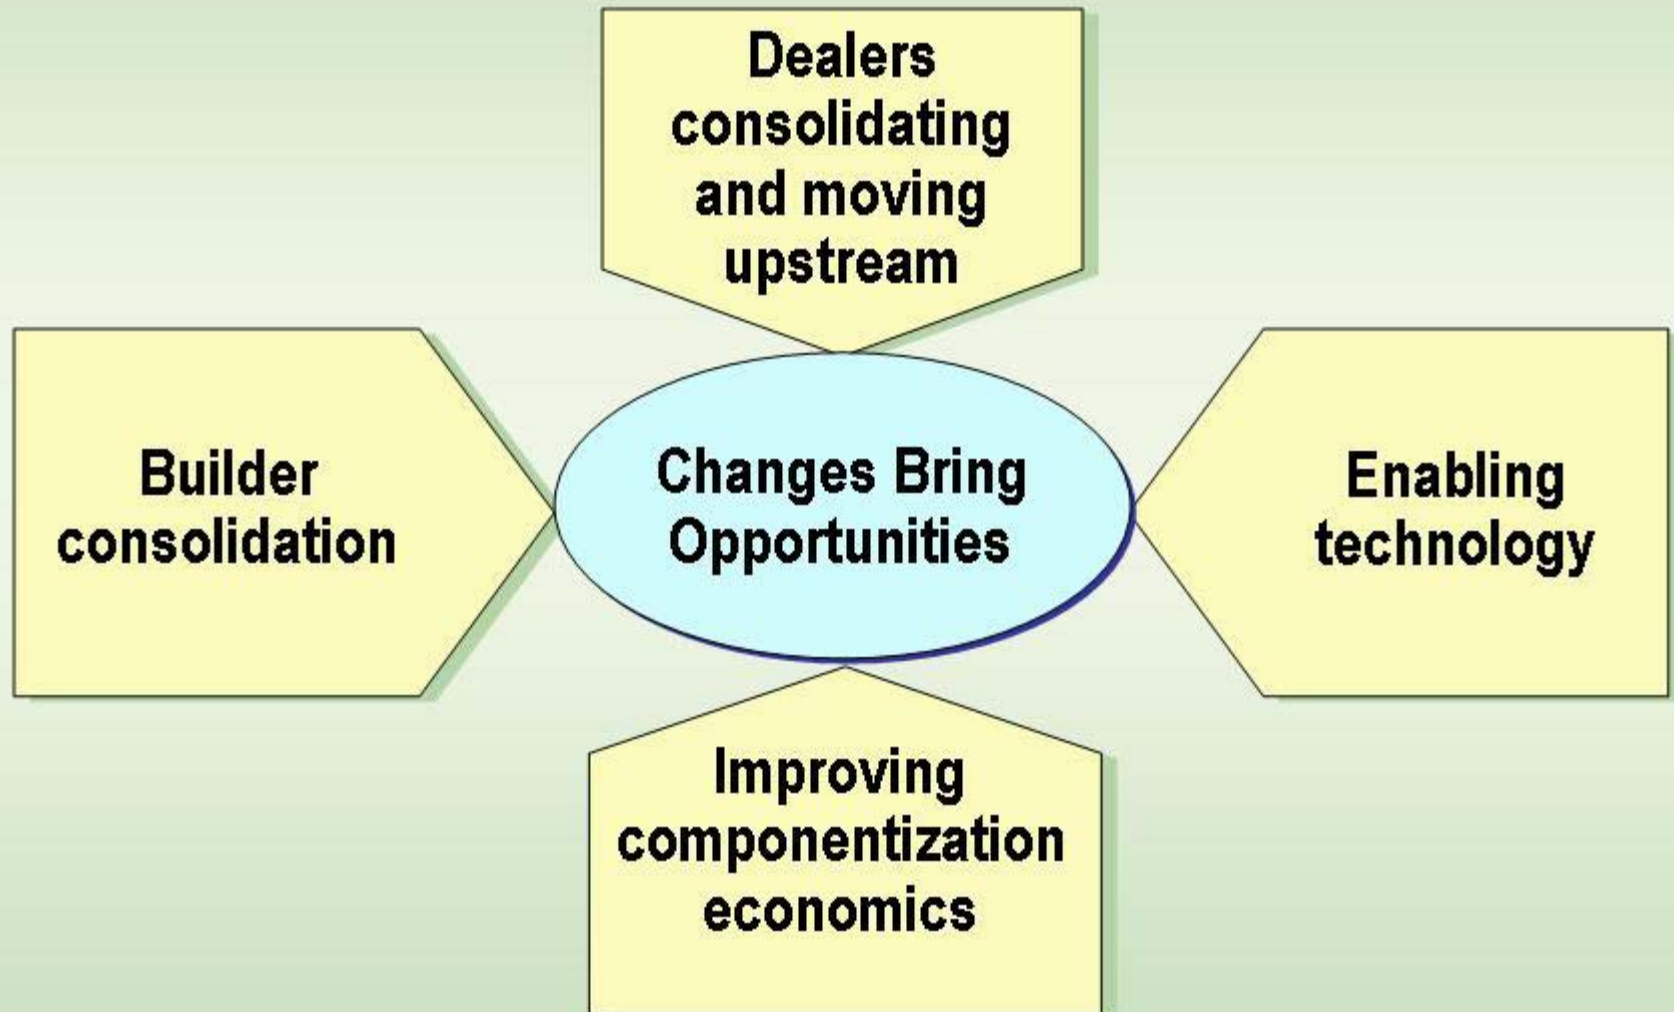 Dealers
consolidating
and moving
upstream
Builder
consolidation
Changes Bring
Opportunities
Enabling
technology
Improving
componentization
economics